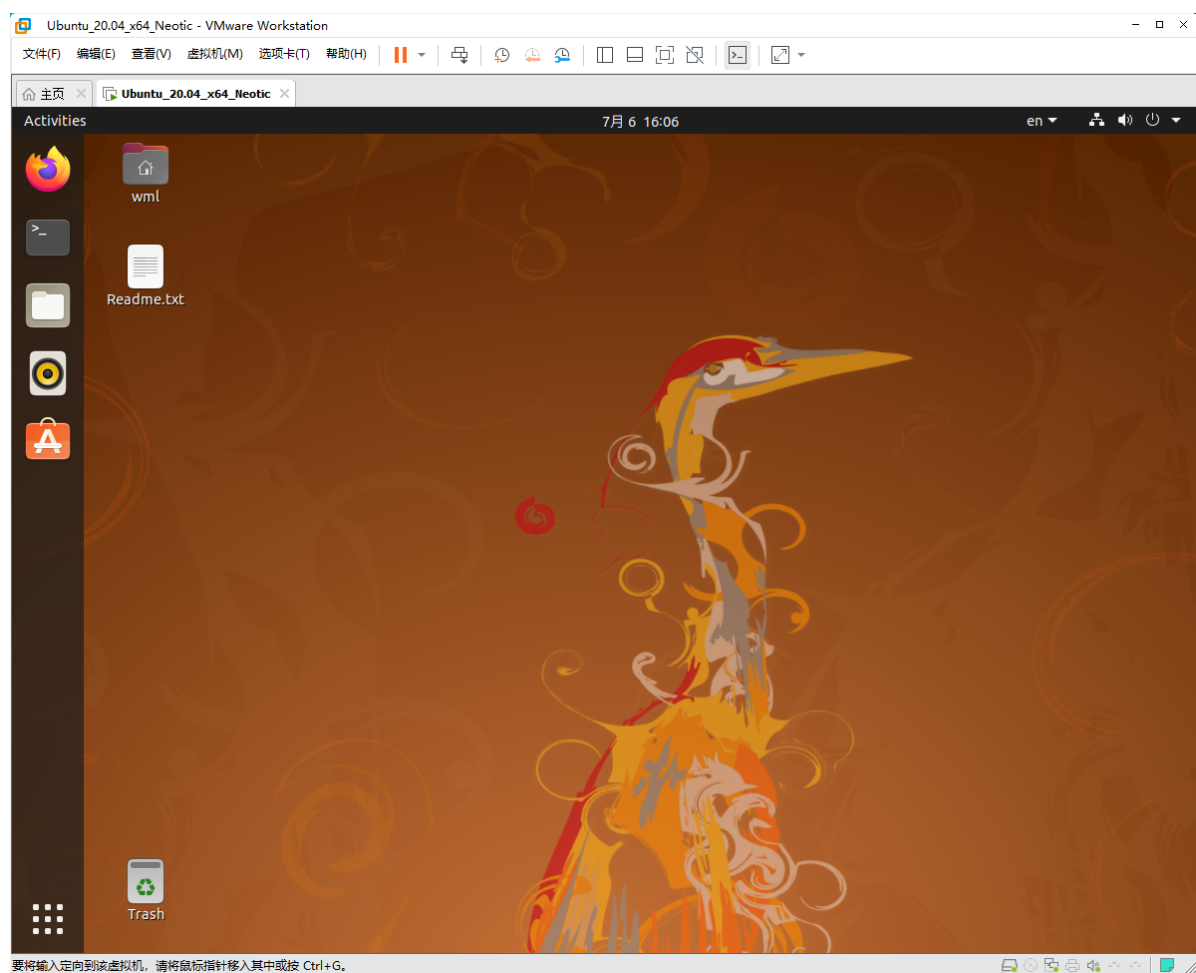 Ubuntu_20.04_x64_Neotic - VMware Workstation
文件(F) 编辑(E) 查看(V) 虚拟机(M) 选项卡(T) 帮助(H)
主页 Ubuntu_20.04_x64_Neotic
Activities 7月 6 16:06 en
wml
Readme.txt
Trash
要将输入定向到该虚拟机，请将鼠标指针移入其中或按 Ctrl+G。